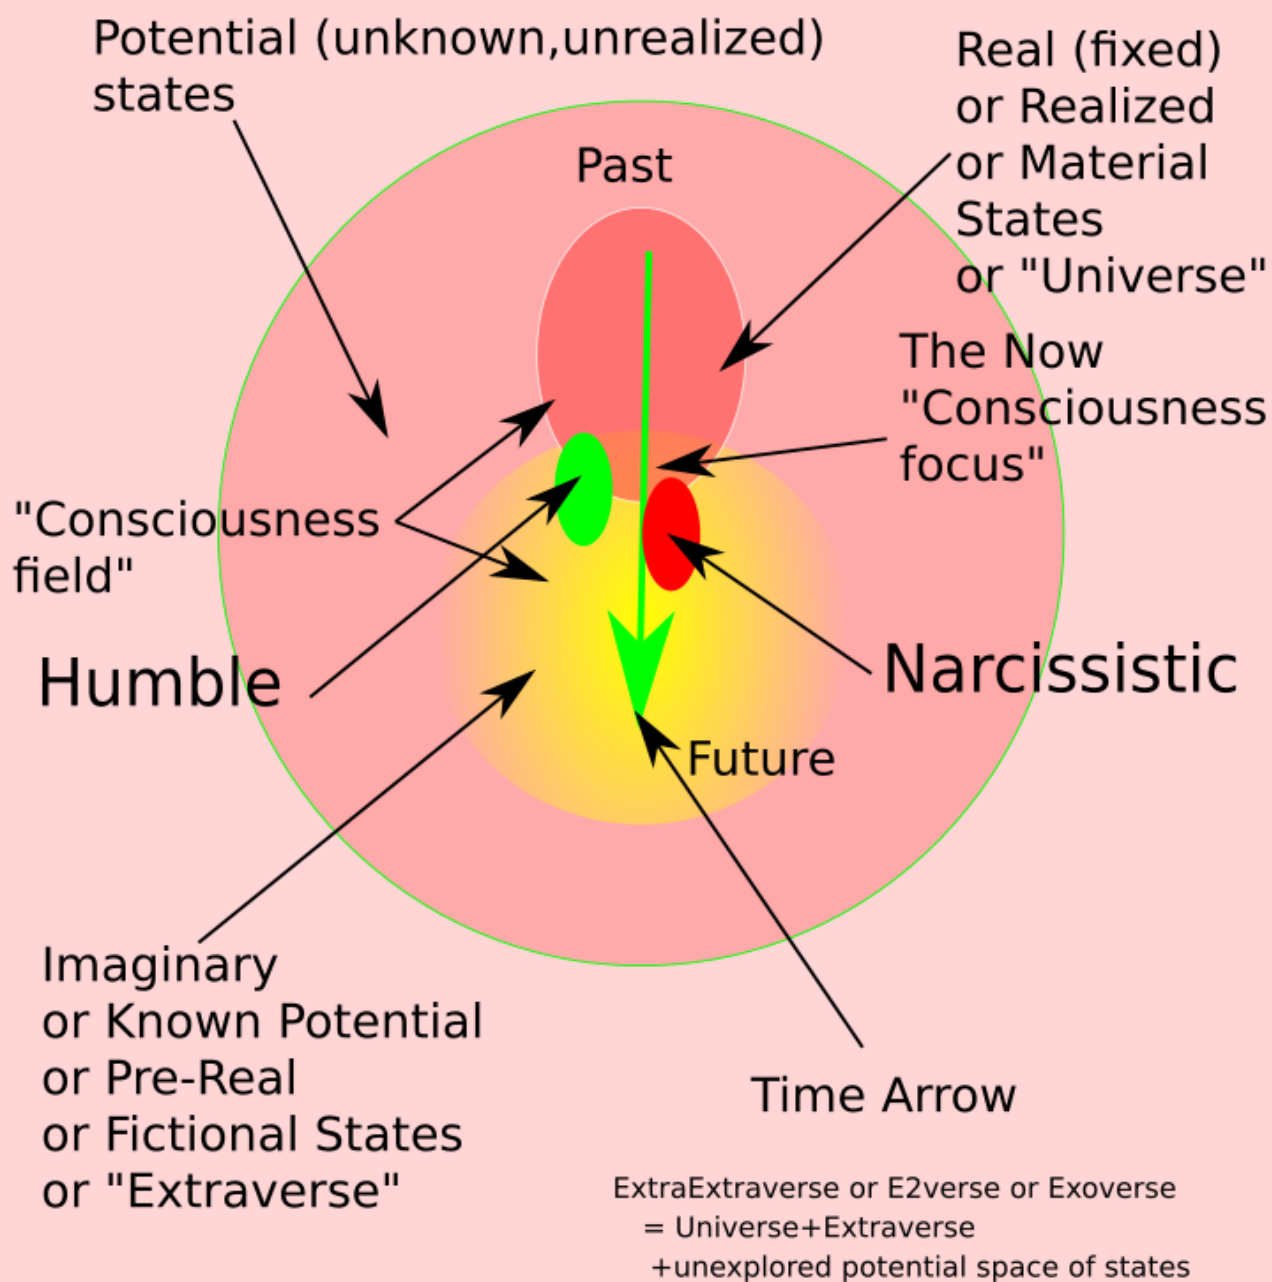 Potential (unknown,unrealized)
states
Real (fixed)
or Realized
or Material
States
or "Universe"
Past
The Now
"Consciousness
focus"
"Consciousness
field"
Humble
Narcissistic
Future
Imaginary
or Known Potential
or Pre-Real
or Fictional States
or "Extraverse"
Time Arrow
ExtraExtraverse or E2verse or Exoverse
= Universe+Extraverse
+unexplored potential space of states